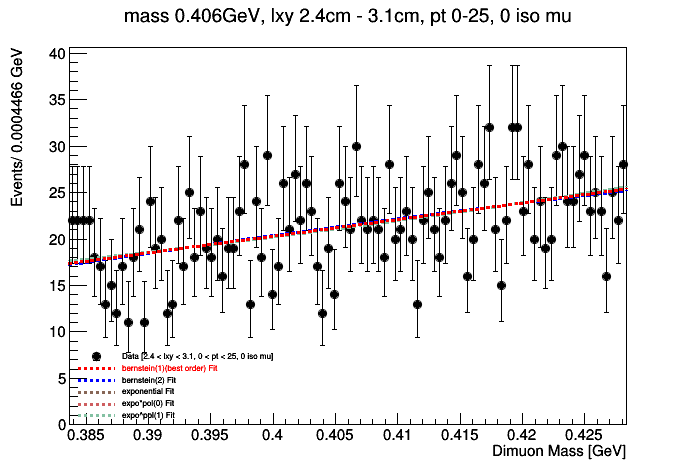 mass 0.406GeV, lxy 2.4cm - 3.1cm, pt 0-25, 0 iso mu
Events/ 0.0004466 GeV
40
35
30
25
20
15
10
5
0
Data [2.4 < lxy < 3.1, 0 < pt < 25, 0 iso mu]
bernstein(1)(best order) Fit
bernstein(2) Fit
exponential Fit
expo*pol(0) Fit
expo*pol(1) Fit
0.385 0.39 0.395 0.4 0.405 0.41 0.415 0.42 0.425
Dimuon Mass [GeV]